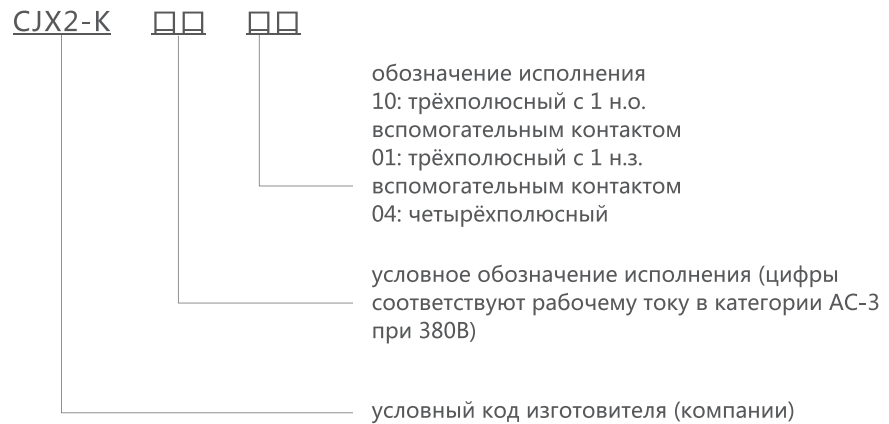 CJX2-K □□ □□
обозначение исполнения
10: трёхполюсный с 1 н.о.
вспомогательным контактом
01: трёхполюсный с 1 н.з.
вспомогательным контактом
04: четырёхполюсный
условное обозначение исполнения (цифры
соответствуют рабочему току в категории АС-3
при 380В)
условный код изготовителя (компании)